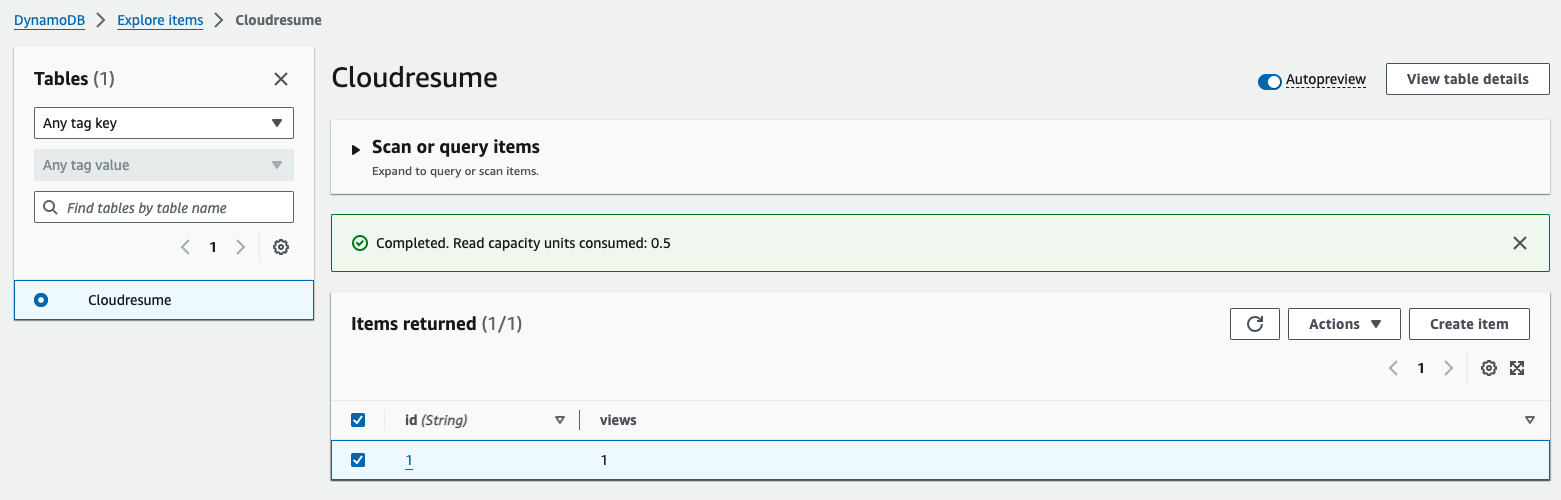 DynamoDB > Explore items > Cloudresume
Tables (1)
Any tag key
Any tag value
Find tables by table name
1
Cloudresume
Cloudresume
Autopreview
View table details
Scan or query items
Expand to query or scan items.
Completed. Read capacity units consumed: 0.5
Items returned (1/1)
Actions
Create item
1
id (String) views
1 1